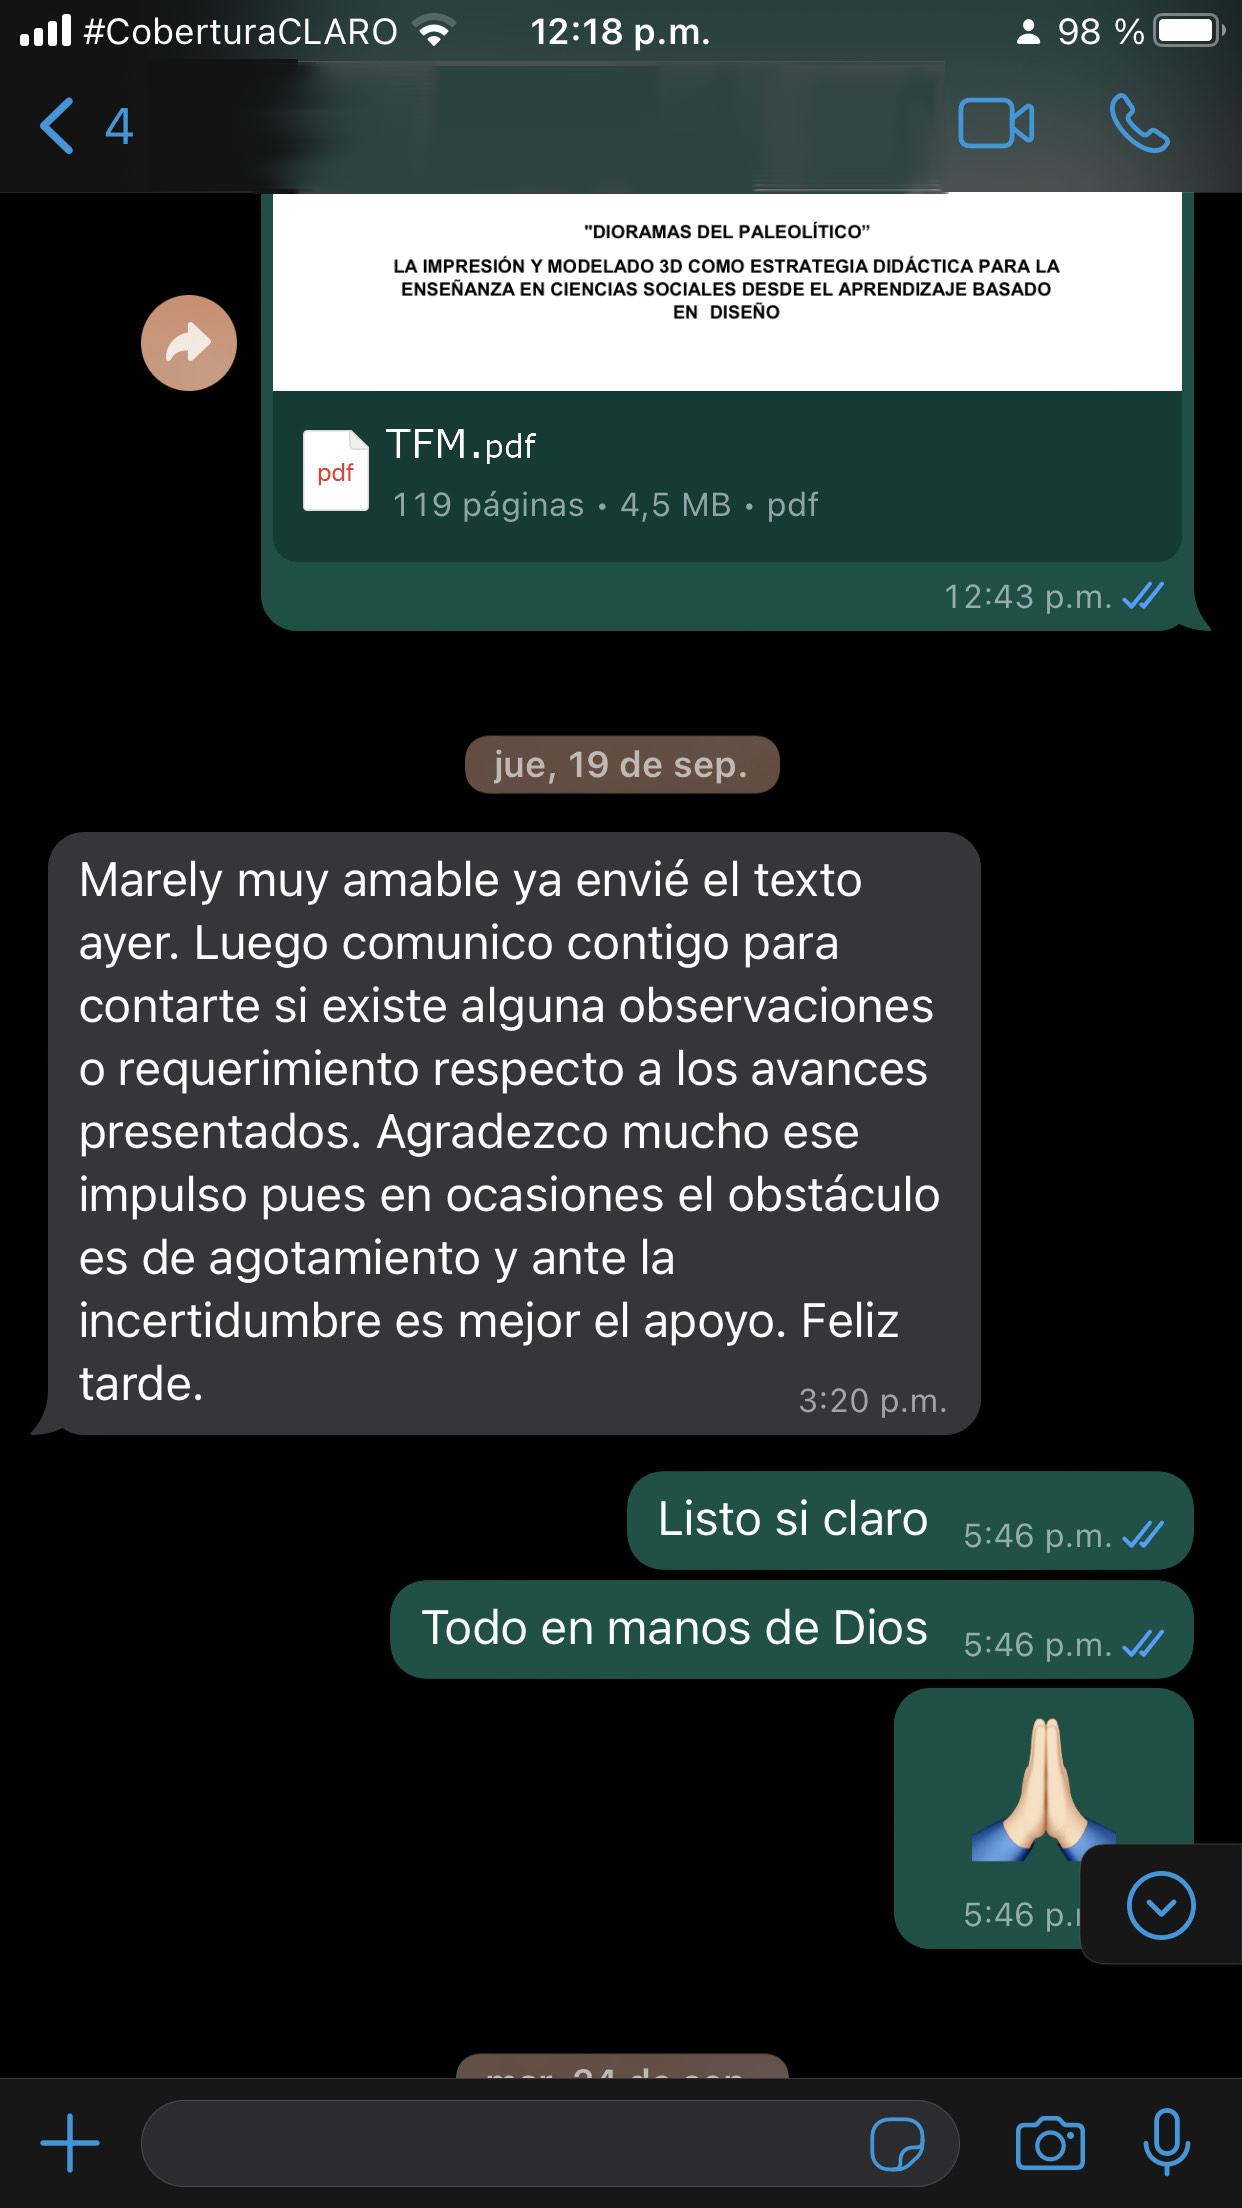 #CoberturaCLARO 12:18 p.m. 98 %
4
"DIORAMAS DEL PALEOLÍTICO”
LA IMPRESIÓN Y MODELADO 3D COMO ESTRATEGIA DIDÁCTICA PARA LA
ENSEÑANZA EN CIENCIAS SOCIALES DESDE EL APRENDIZAJE BASADO
EN DISEÑO
pdf
TFM.pdf
119 páginas • 4,5 MB • pdf
12:43 p.m.
jue, 19 de sep.
Marely muy amable ya envié el texto
ayer. Luego comunico contigo para
contarte si existe alguna observaciones
o requerimiento respecto a los avances
presentados. Agradezco mucho ese
impulso pues en ocasiones el obstáculo
es de agotamiento y ante la
incertidumbre es mejor el apoyo. Feliz
tarde.
3:20 p.m.
Listo si claro 5:46 p.m.
Todo en manos de Dios 5:46 p.m.
5:46 p.
24 de sep.